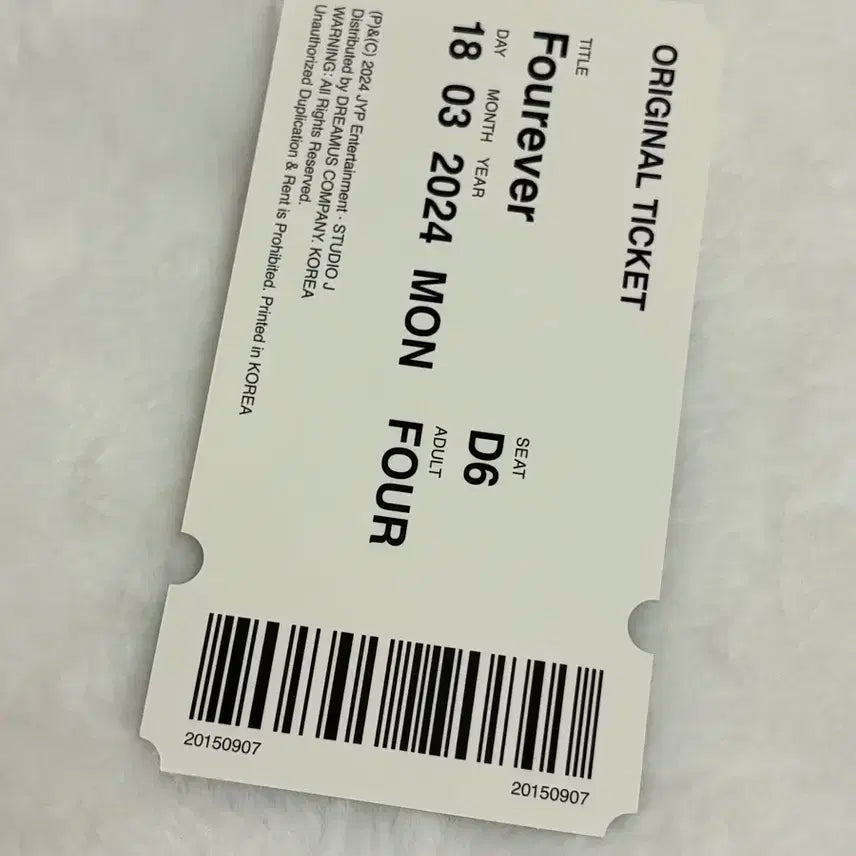 ORIGINAL TICKET
TITLE
Fourever
DAY MONTH YEAR
18 03 2024 MON
SEAT
D6
ADULT
FOUR
(P)&(C) 2024 JYP Entertainment · STUDIO J
Distributed by DREAMUS COMPANY. KOREA
WARNING: All Rights Reserved.
Unauthorized Duplication & Rent is Prohibited. Printed in KOREA
20150907
20150907